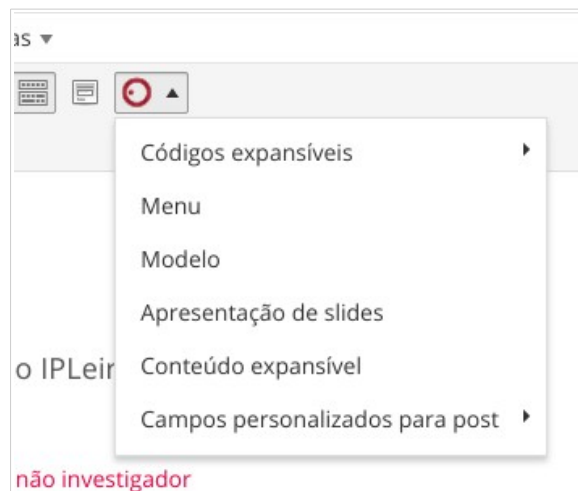 as
Códigos expansíveis
Menu
Modelo
Apresentação de slides
o IPLeir
Conteúdo expansível
Campos personalizados para post
não investigador